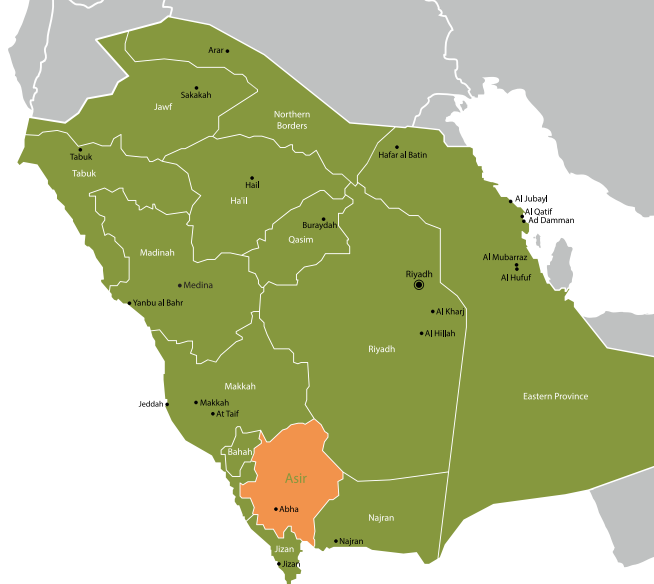 Arar
Sakakah
Jawf
Northern
Borders
Tabuk
Tabuk
Hafar al Batin
Hail
Ha'il
Al Jubayl
Al Qatif
Ad Damman
Buraydah
Qasim
Madinah
Al Mubarraz
Al Hufuf
Riyadh
Medina
Yanbu al Bahr
Al Kharj
Al Hillah
Riyadh
Makkah
Eastern Province
Jeddah
Makkah
At Taif
Bahah
Asir
Abha
Najran
Najran
Jizan
Jizan